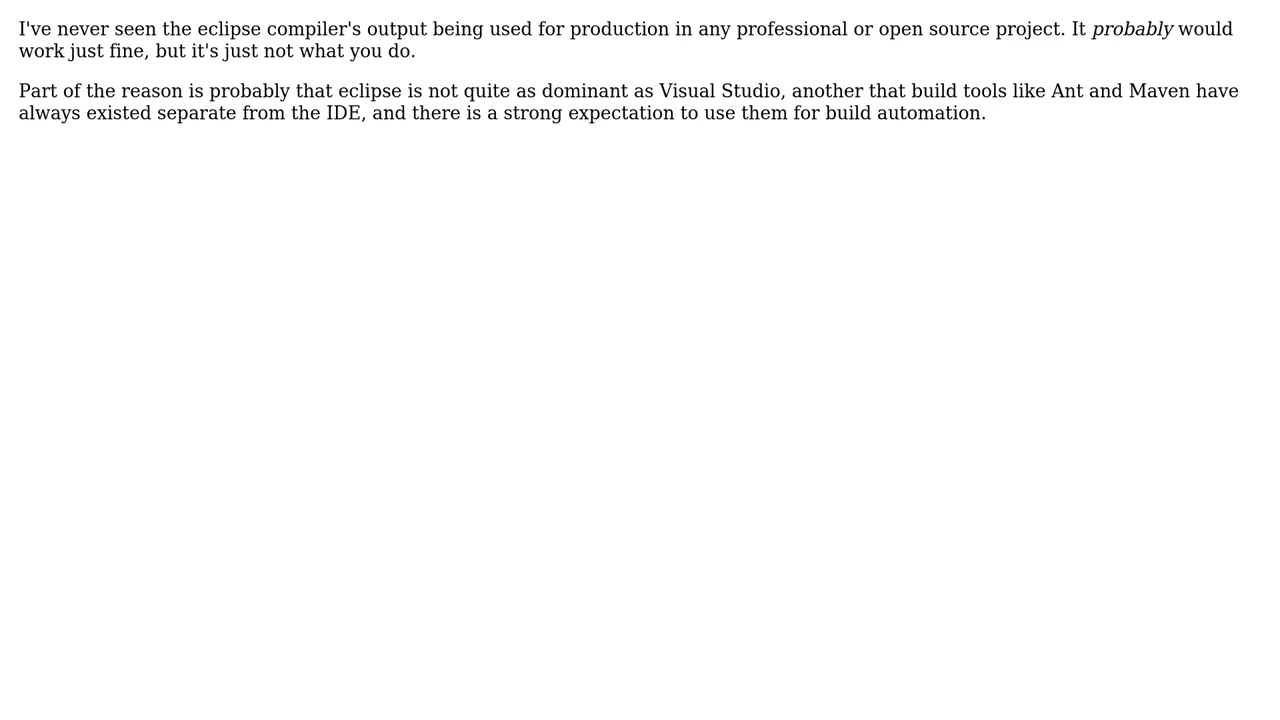 I've never seen the eclipse compiler's output being used for production in any professional or open source project. It probably would
work just fine, but it's just not what you do.
Part of the reason is probably that eclipse is not quite as dominant as Visual Studio, another that build tools like Ant and Maven have
always existed separate from the IDE, and there is a strong expectation to use them for build automation.